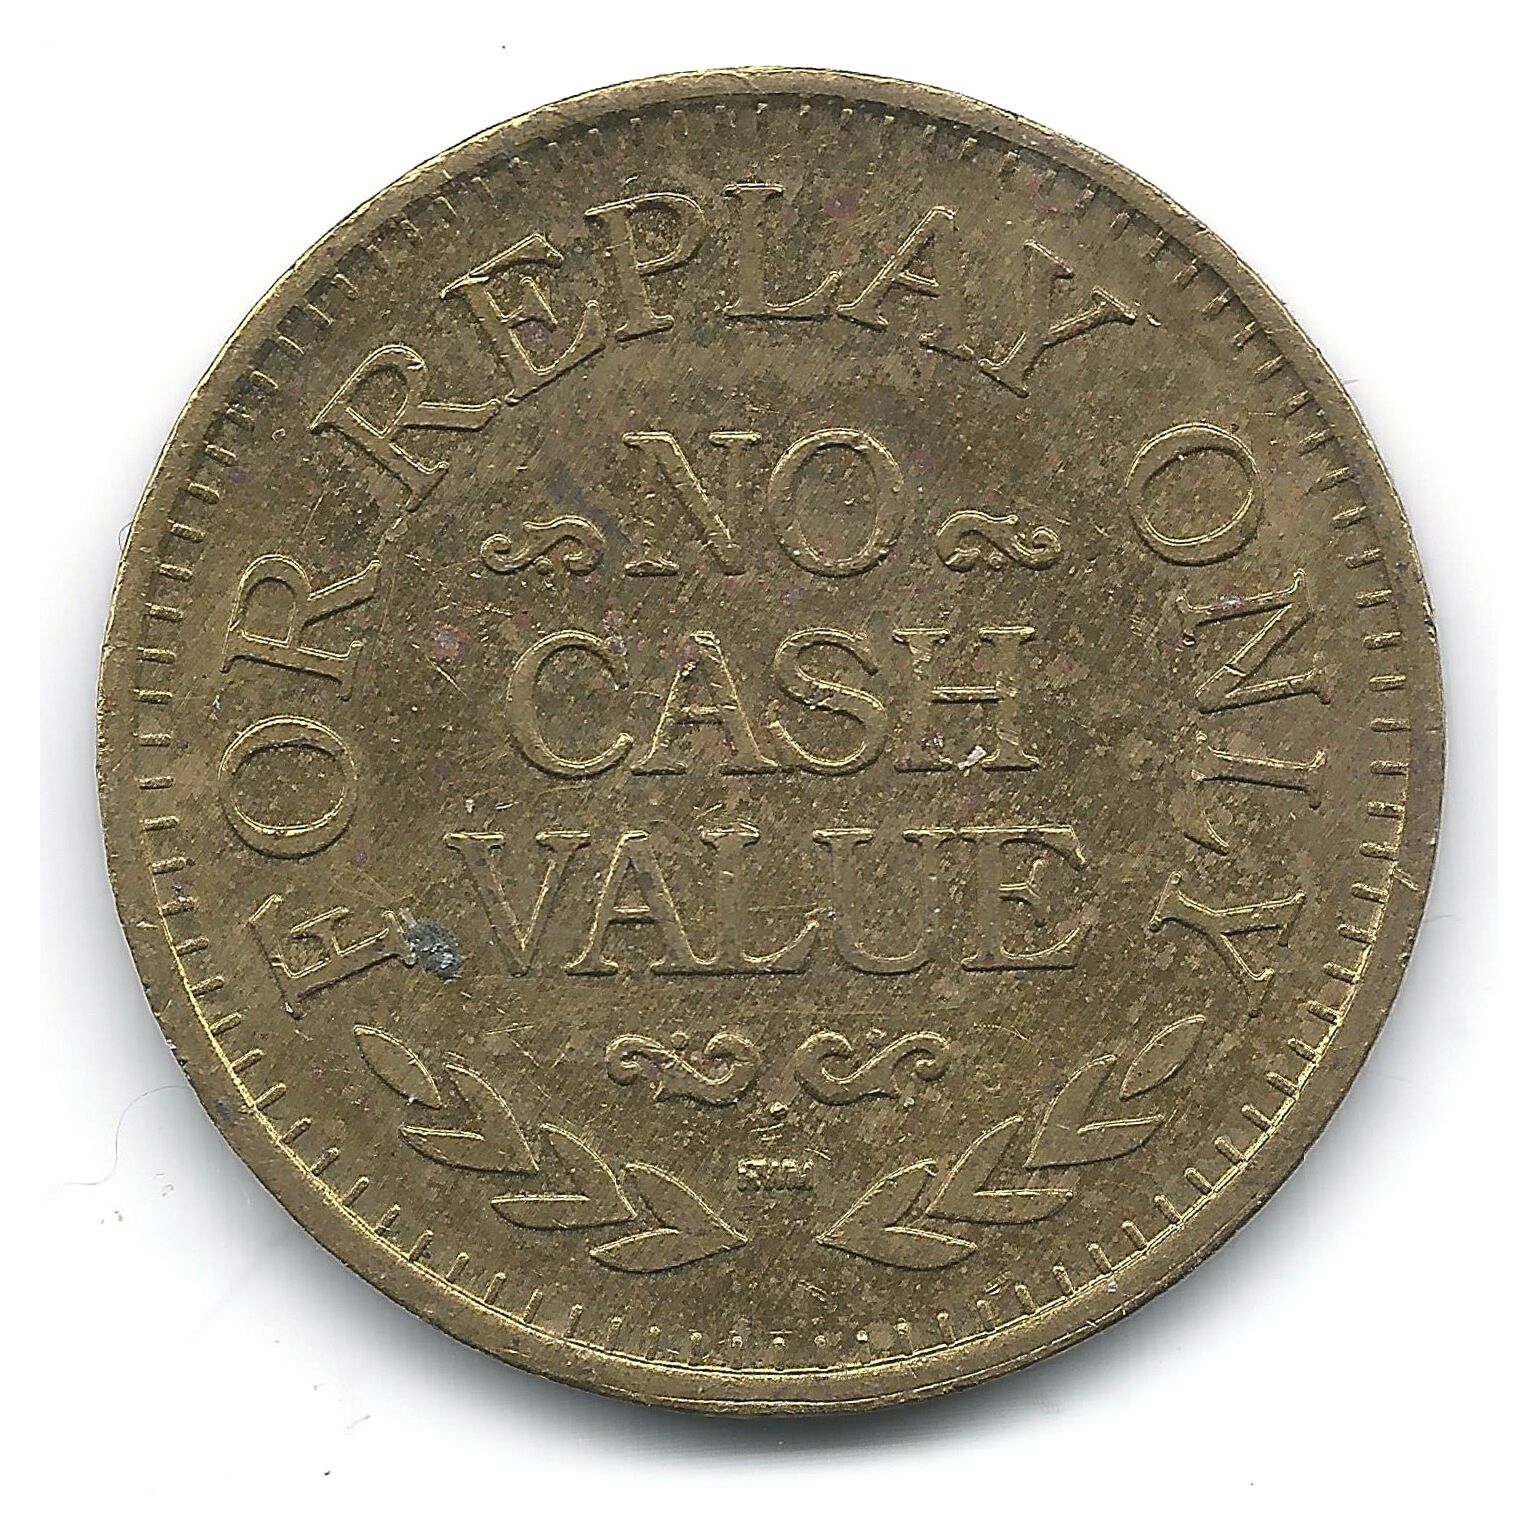 FOR REPLAY ONLY
NO
CASH
VALUE